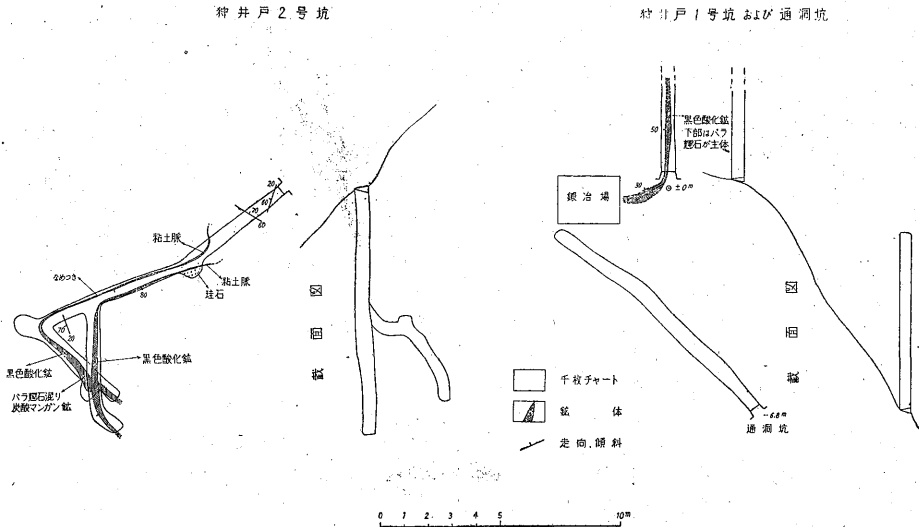 狩井戸2号坑
狩井戸1号坑および通洞坑
20
60
70
60
粘土脈
粘土脈
珪石
なめつき
80
70
20
黒色酸化鉱
黒色酸化鉱
バラ輝石混り
炭酸マンガン鉱
断面図
50
黒色酸化鉱
下部はバラ
輝石が主体
30
±0m
鍛冶場
断面図
-6.8m
通洞坑
千枚チャート
鉱体
走向,傾斜
0 1 2 3 4 5 10m